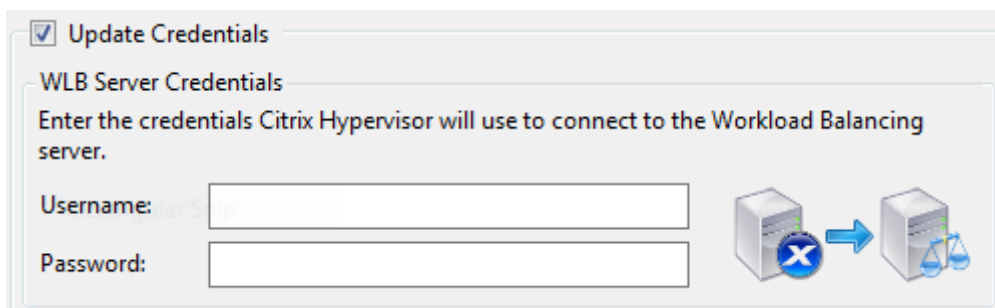 Update Credentials
WLB Server Credentials
Enter the credentials Citrix Hypervisor will use to connect to the Workload Balancing
server.
Username:
Password: